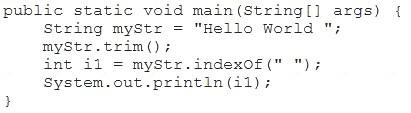 public static void main(String[] args) {
    String myStr = "Hello World ";
    myStr.trim();
    int i1 = myStr.indexOf(" ");
    System.out.println(i1);
}